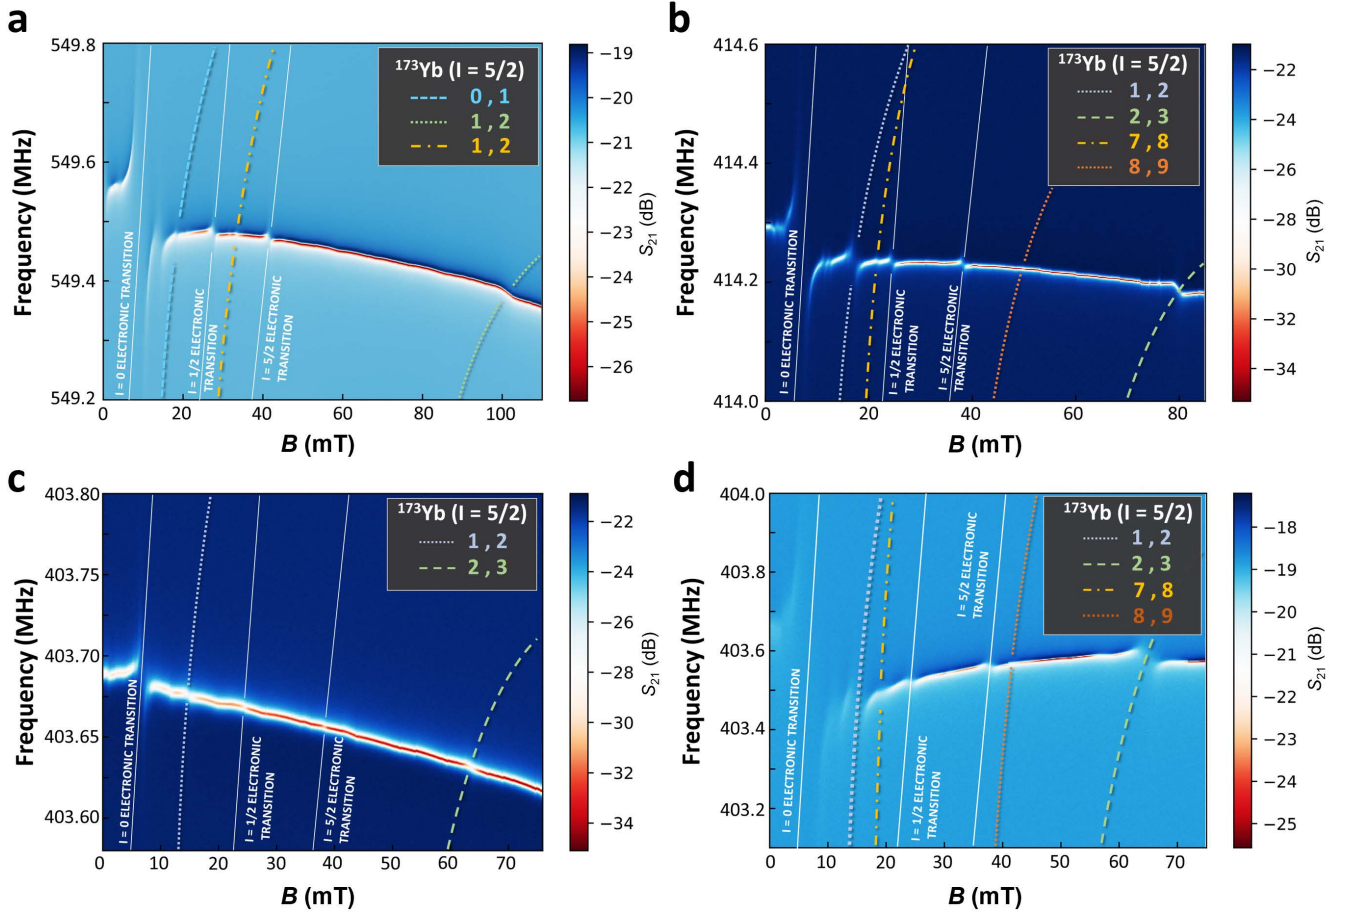 a
549.8
549.6
549.4
549.2
Frequency (MHz)
0
20
40
60
80
100
B (mT)
I = 0 ELECTRONIC TRANSITION
I = 1/2 ELECTRONIC
TRANSITION
I = 5/2 ELECTRONIC
TRANSITION
173Yb (I = 5/2)
0 , 1
1 , 2
1 , 2
−19
−20
−21
−22
−23
−24
−25
−26
S21 (dB)
b
414.6
414.4
414.2
414.0
Frequency (MHz)
0
20
40
60
80
B (mT)
I = 0 ELECTRONIC TRANSITION
I = 1/2 ELECTRONIC
TRANSITION
I = 5/2 ELECTRONIC
TRANSITION
173Yb (I = 5/2)
1 , 2
2 , 3
7 , 8
8 , 9
−22
−24
−26
−28
−30
−32
−34
S21 (dB)
c
403.80
403.75
403.70
403.65
403.60
Frequency (MHz)
0
10
20
30
40
50
60
70
B (mT)
I = 0 ELECTRONIC TRANSITION
I = 1/2 ELECTRONIC
TRANSITION
I = 5/2 ELECTRONIC
TRANSITION
173Yb (I = 5/2)
1 , 2
2 , 3
−22
−24
−26
−28
−30
−32
−34
S21 (dB)
d
404.0
403.8
403.6
403.4
403.2
Frequency (MHz)
0
10
20
30
40
50
60
70
B (mT)
I = 0 ELECTRONIC TRANSITION
I = 1/2 ELECTRONIC
TRANSITION
I = 5/2 ELECTRONIC
TRANSITION
173Yb (I = 5/2)
1 , 2
2 , 3
7 , 8
8 , 9
−18
−19
−20
−21
−22
−23
−24
−25
S21 (dB)